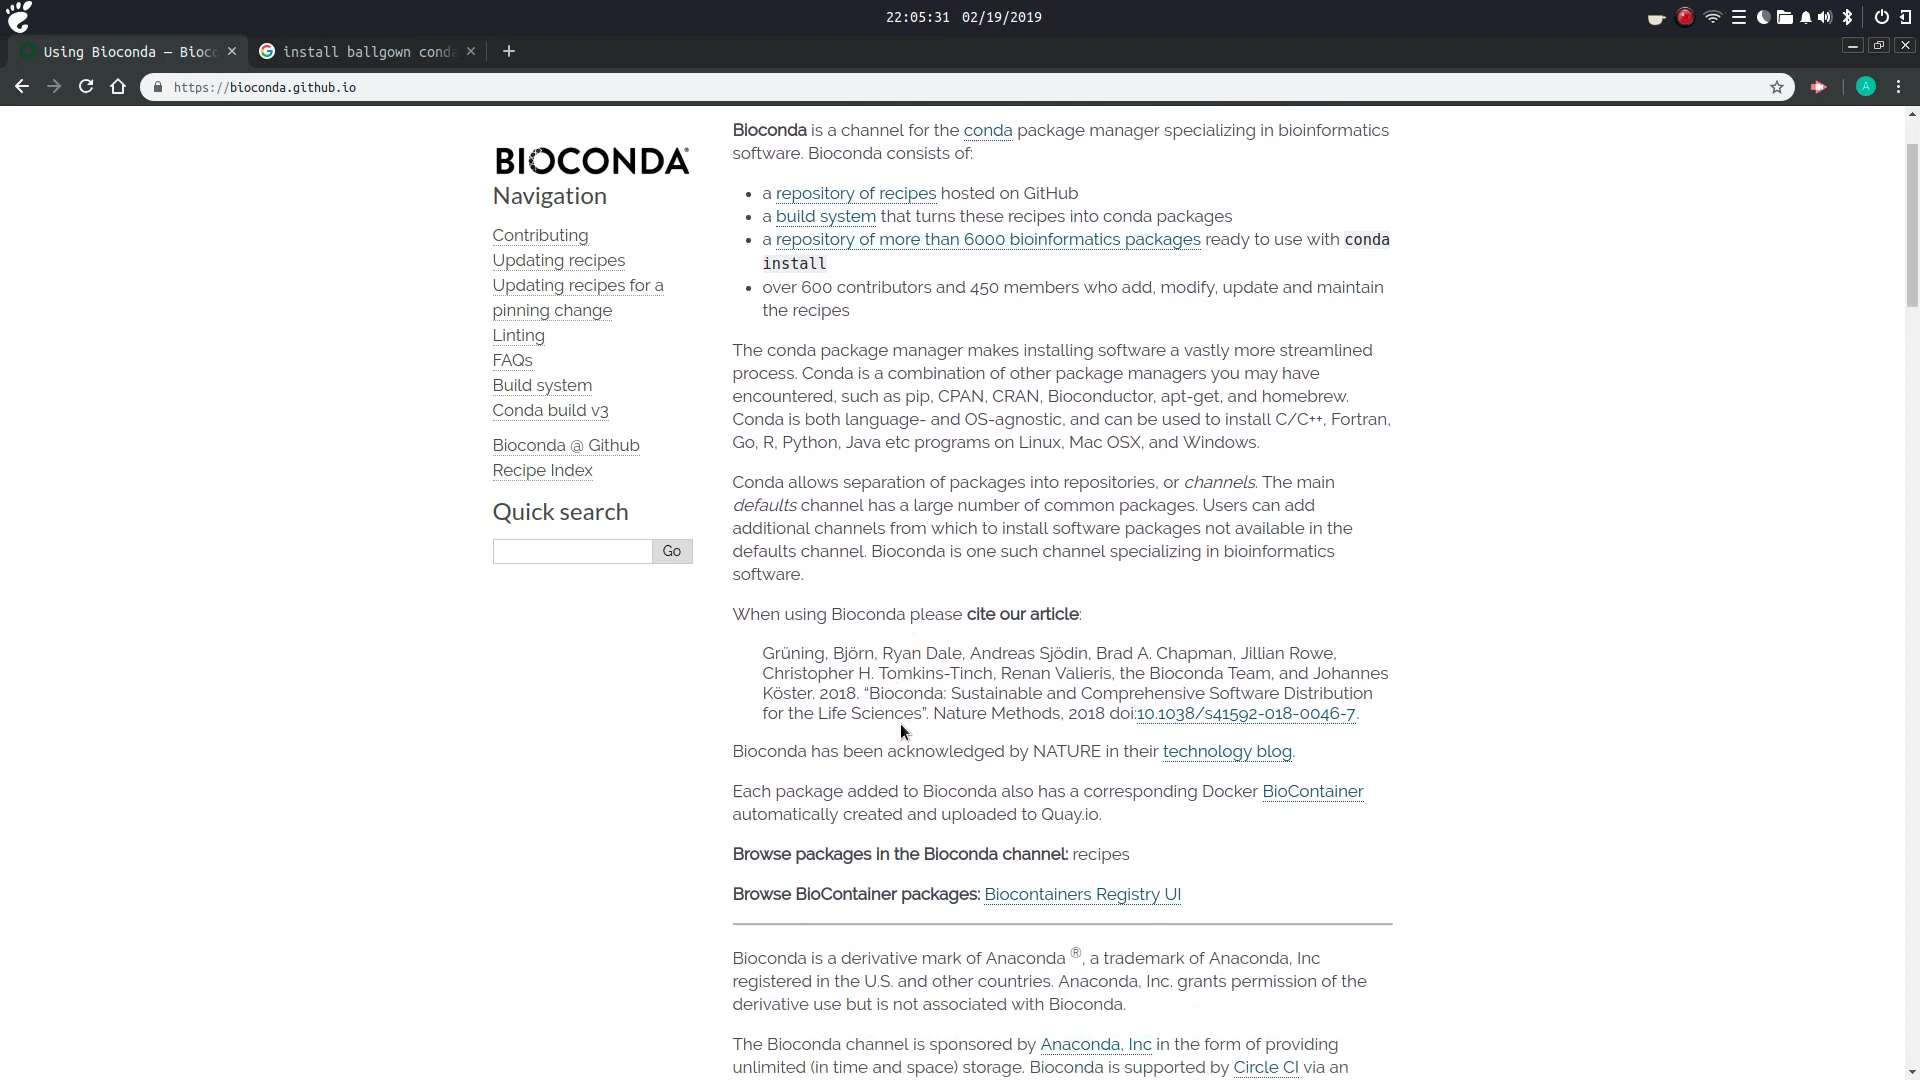 22:05:31 02/19/2019
Using Bioconda — Bioco
install ballgown conda
https://bioconda.github.io
A
BIOCONDA®
Navigation
Contributing
Updating recipes
Updating recipes for a
pinning change
Linting
FAQs
Build system
Conda build v3
Bioconda @ Github
Recipe Index
Quick search
Go
Bioconda is a channel for the conda package manager specializing in bioinformatics
software. Bioconda consists of:
• a repository of recipes hosted on GitHub
• a build system that turns these recipes into conda packages
• a repository of more than 6000 bioinformatics packages ready to use with conda
install
• over 600 contributors and 450 members who add, modify, update and maintain
the recipes
The conda package manager makes installing software a vastly more streamlined
process. Conda is a combination of other package managers you may have
encountered, such as pip, CPAN, CRAN, Bioconductor, apt-get, and homebrew.
Conda is both language- and OS-agnostic, and can be used to install C/C++, Fortran,
Go, R, Python, Java etc programs on Linux, Mac OSX, and Windows.
Conda allows separation of packages into repositories, or channels. The main
defaults channel has a large number of common packages. Users can add
additional channels from which to install software packages not available in the
defaults channel. Bioconda is one such channel specializing in bioinformatics
software.
When using Bioconda please cite our article:
Grüning, Björn, Ryan Dale, Andreas Sjödin, Brad A. Chapman, Jillian Rowe,
Christopher H. Tomkins-Tinch, Renan Valieris, the Bioconda Team, and Johannes
Köster. 2018. “Bioconda: Sustainable and Comprehensive Software Distribution
for the Life Sciences”. Nature Methods, 2018 doi:10.1038/s41592-018-0046-7.
Bioconda has been acknowledged by NATURE in their technology blog.
Each package added to Bioconda also has a corresponding Docker BioContainer
automatically created and uploaded to Quay.io.
Browse packages in the Bioconda channel: recipes
Browse BioContainer packages: Biocontainers Registry UI
Bioconda is a derivative mark of Anaconda ®, a trademark of Anaconda, Inc
registered in the U.S. and other countries. Anaconda, Inc. grants permission of the
derivative use but is not associated with Bioconda.
The Bioconda channel is sponsored by Anaconda, Inc in the form of providing
unlimited (in time and space) storage. Bioconda is supported by Circle CI via an